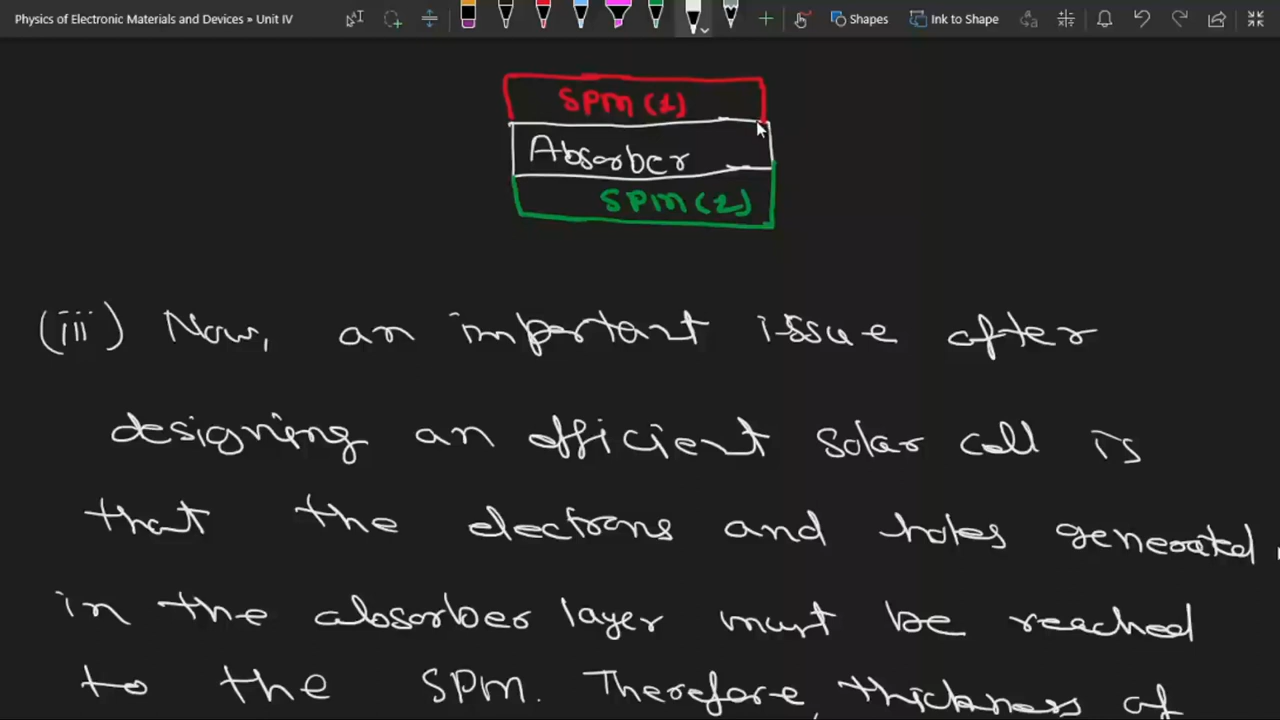 Physics of Electronic Materials and Devices » Unit IV
Shapes
Ink to Shape
SPM (1)
Absorber
SPM (2)
(iii) Now, an important issue after
designing an efficient solar cell is
that the electrons and holes generated
in the absorber layer must be reached
to the SPM. Therefore, thickness of